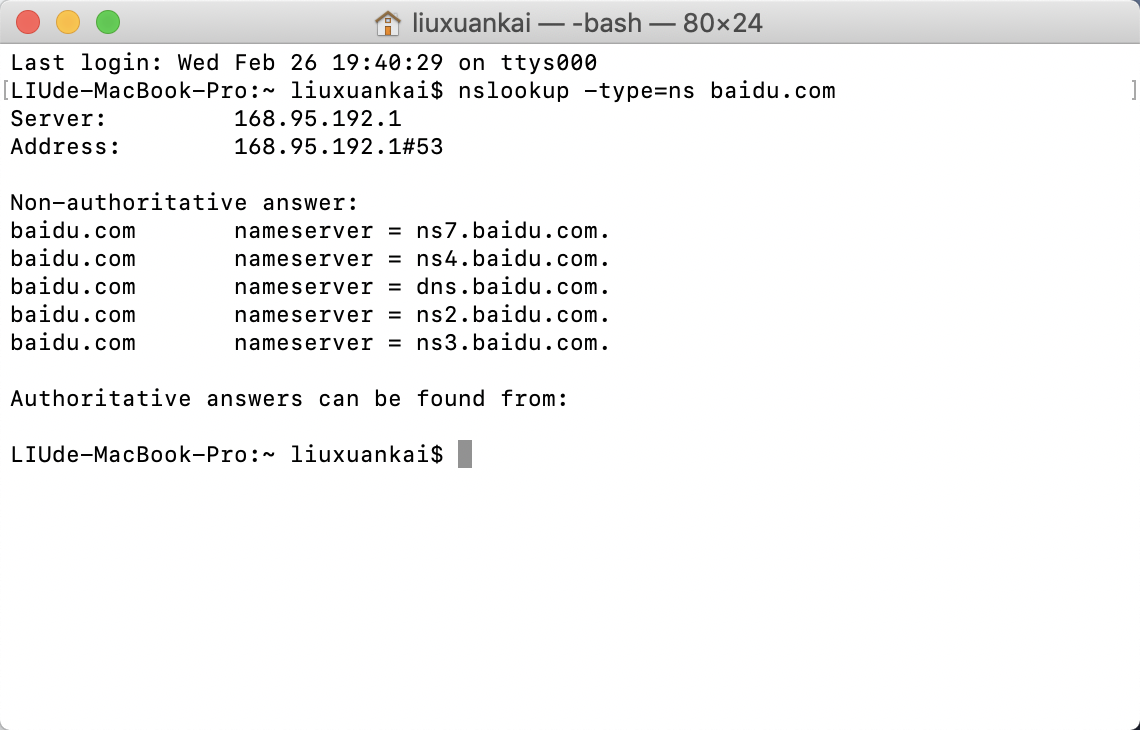 liuxuankai — -bash — 80×24
Last login: Wed Feb 26 19:40:29 on ttys000
[LIUde-MacBook-Pro:~ liuxuankai$ nslookup -type=ns baidu.com ]
Server:		168.95.192.1
Address:	168.95.192.1#53
Non-authoritative answer:
baidu.com	nameserver = ns7.baidu.com.
baidu.com	nameserver = ns4.baidu.com.
baidu.com	nameserver = dns.baidu.com.
baidu.com	nameserver = ns2.baidu.com.
baidu.com	nameserver = ns3.baidu.com.
Authoritative answers can be found from:
LIUde-MacBook-Pro:~ liuxuankai$